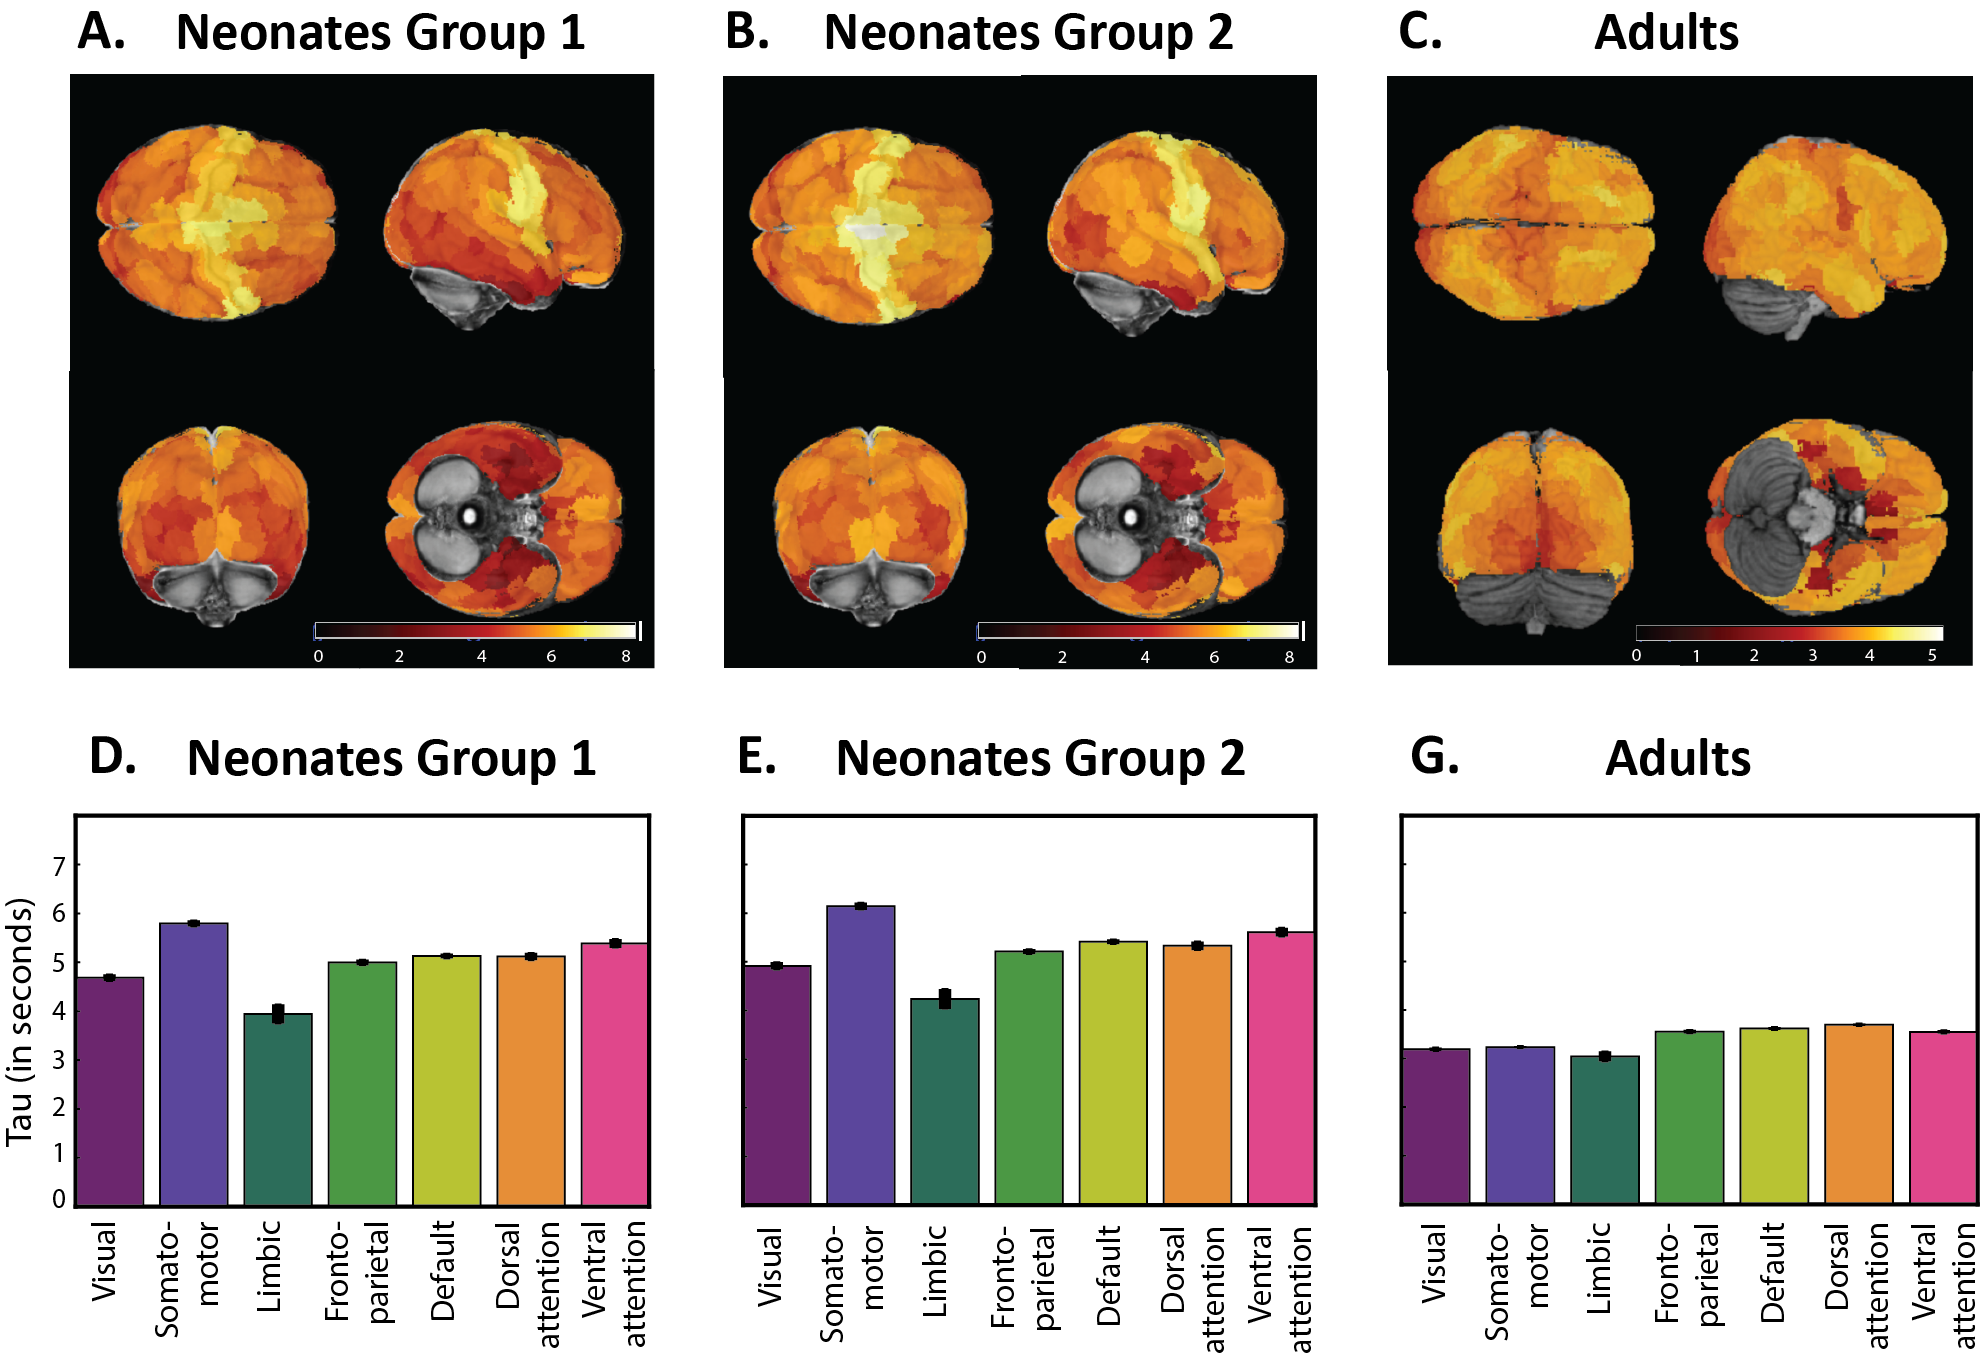 A. Neonates Group 1
B. Neonates Group 2
C. Adults
0 2 4 6 8
0 2 4 6 8
0 1 2 3 4 5
D. Neonates Group 1
E. Neonates Group 2
G. Adults
Tau (in seconds)
7
6
5
4
3
2
1
0
Visual
Somato-
motor
Limbic
Fronto-
parietal
Default
Dorsal
attention
Ventral
attention
Visual
Somato-
motor
Limbic
Fronto-
parietal
Default
Dorsal
attention
Ventral
attention
Visual
Somato-
motor
Limbic
Fronto-
parietal
Default
Dorsal
attention
Ventral
attention